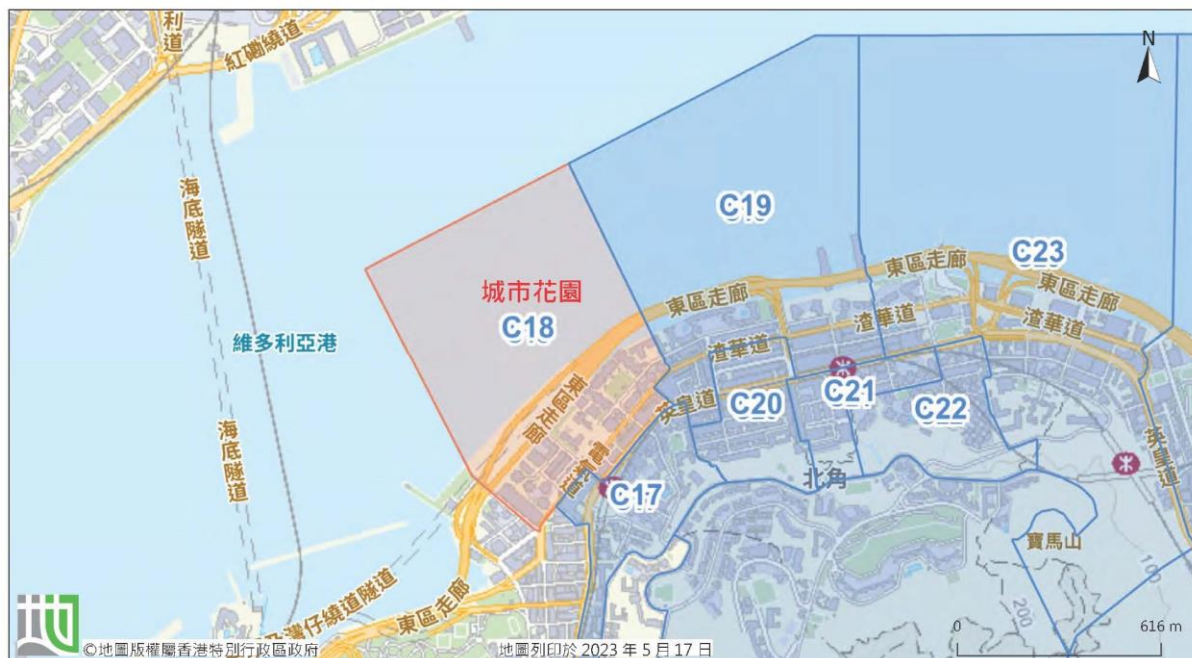 利道
紅磡繞道
N
海底隧道
海底隧道
維多利亞港
城市花園
C18
C19
C23
東區走廊
東區走廊
東區走廊
渣華道
渣華道
渣華道
C21
C20
C22
英皇道
東區走廊
電氣道
C17
北角
英皇道
寶馬山
100
200
灣仔繞道隧道
東區走廊
0
616 m
©地圖版權屬香港特別行政區政府
地圖列印於 2023 年 5 月 17 日